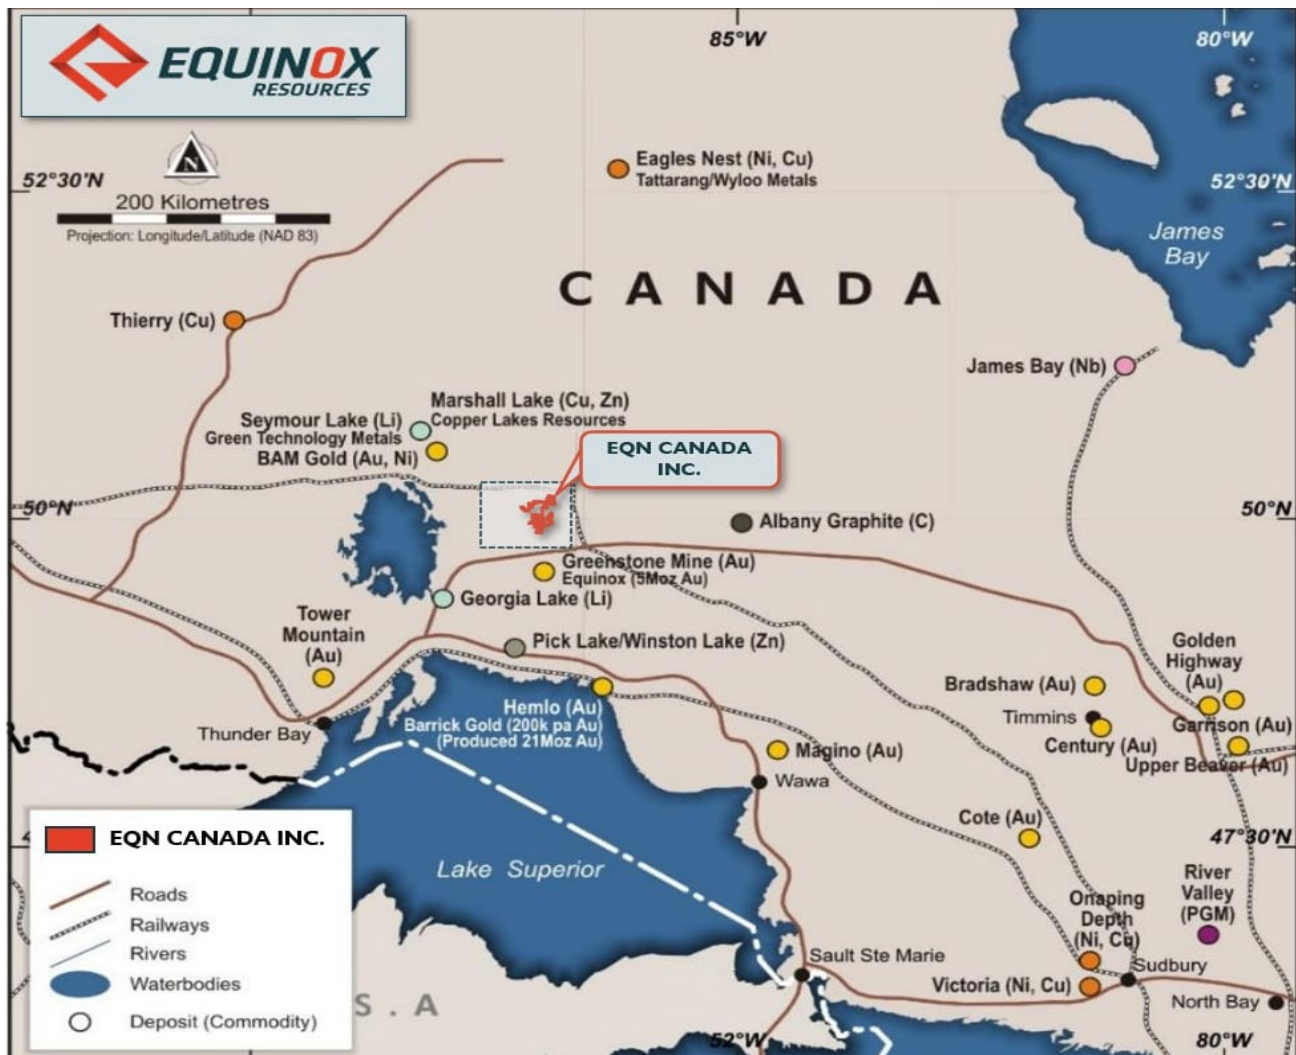 EQUINOX
RESOURCES
85°W
80°W
N
200 Kilometres
Projection: Longitude/Latitude (NAD 83)
52°30'N
52°30'N
Eagles Nest (Ni, Cu)
Tattarang/Wyloo Metals
James
Bay
CANADA
Thierry (Cu)
James Bay (Nb)
Marshall Lake (Cu, Zn)
Copper Lakes Resources
Seymour Lake (Li)
Green Technology Metals
BAM Gold (Au, Ni)
EQN CANADA
INC.
50°N
50°N
Albany Graphite (C)
Greenstone Mine (Au)
Equinox (5Moz Au)
Georgia Lake (Li)
Tower
Mountain
(Au)
Pick Lake/Winston Lake (Zn)
Golden
Highway
(Au)
Bradshaw (Au)
Hemlo (Au)
Barrick Gold (200k pa Au)
(Produced 21Moz Au)
Thunder Bay
Timmins
Century (Au)
Garrison (Au)
Upper Beaver (Au)
Magino (Au)
Wawa
Cote (Au)
47°30'N
Lake Superior
River
Valley
(PGM)
Onaping
Depth
(Ni, Cu)
Sault Ste Marie
Sudbury
Victoria (Ni, Cu)
North Bay
EQN CANADA INC.
Roads
Railways
Rivers
Waterbodies
Deposit (Commodity)
S.A
52°W
80°W